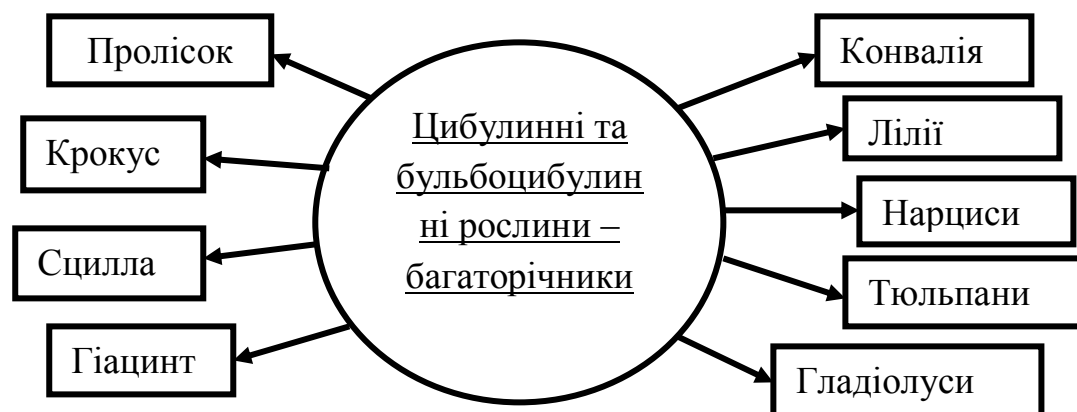 Пролісок
Крокус
Сцилла
Гіацинт
Цибулинні та
бульбоцибулин
ні рослини –
багаторічники
Конвалія
Лілії
Нарциси
Тюльпани
Гладіолуси